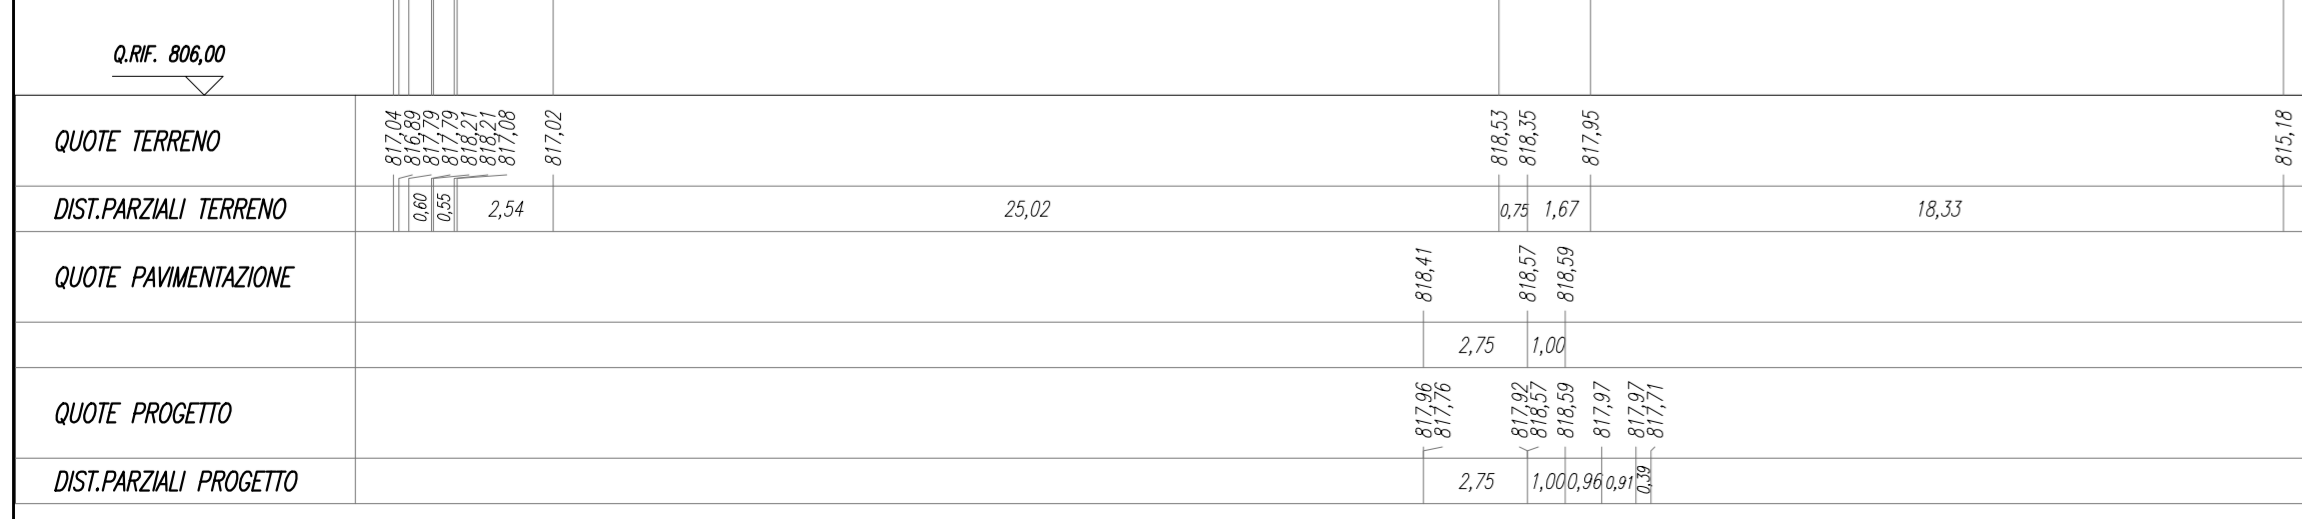 Q.RIF. 806,00
QUOTE TERRENO 817,04 816,89 817,79 817,79 818,21 818,21 817,08 817,02 818,53 818,35 817,95 815,18
DIST.PARZIALI TERRENO 0,60 0,55 2,54 25,02 0,75 1,67 18,33
QUOTE PAVIMENTAZIONE 818,41 818,57 818,59
2,75 1,00
QUOTE PROGETTO 817,96 817,76 817,92 818,57 818,59 817,97 817,97 817,71
DIST.PARZIALI PROGETTO 2,75 1,00 0,96 0,91 0,39